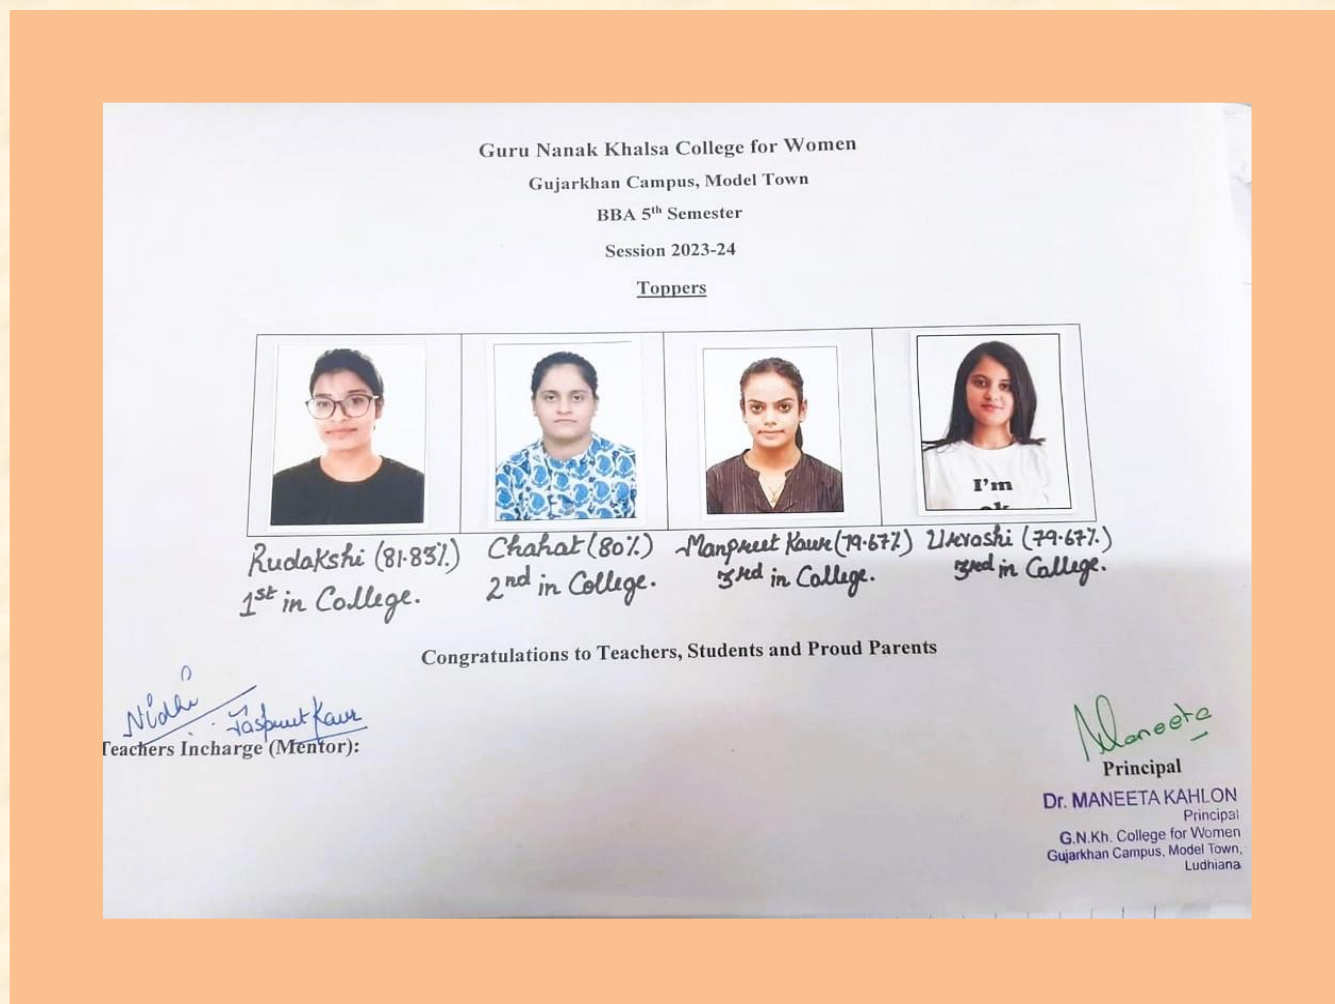 Guru Nanak Khalsa College for Women
Gujarkhan Campus, Model Town
BBA 5th Semester
Session 2023-24
Toppers
I'm
Rudakshi (81.83%)
1st in College.
Chahat (80%)
2nd in College.
Manpreet Kaur (79.67%)
3rd in College.
Urvashi (79.67%)
3rd in College.
Congratulations to Teachers, Students and Proud Parents
Nidhi
Jaspreet Kaur
Teachers Incharge (Mentor):
Maneeta
Principal
Dr. MANEETA KAHLON
Principal
G.N.Kh. College for Women
Gujarkhan Campus, Model Town,
Ludhiana